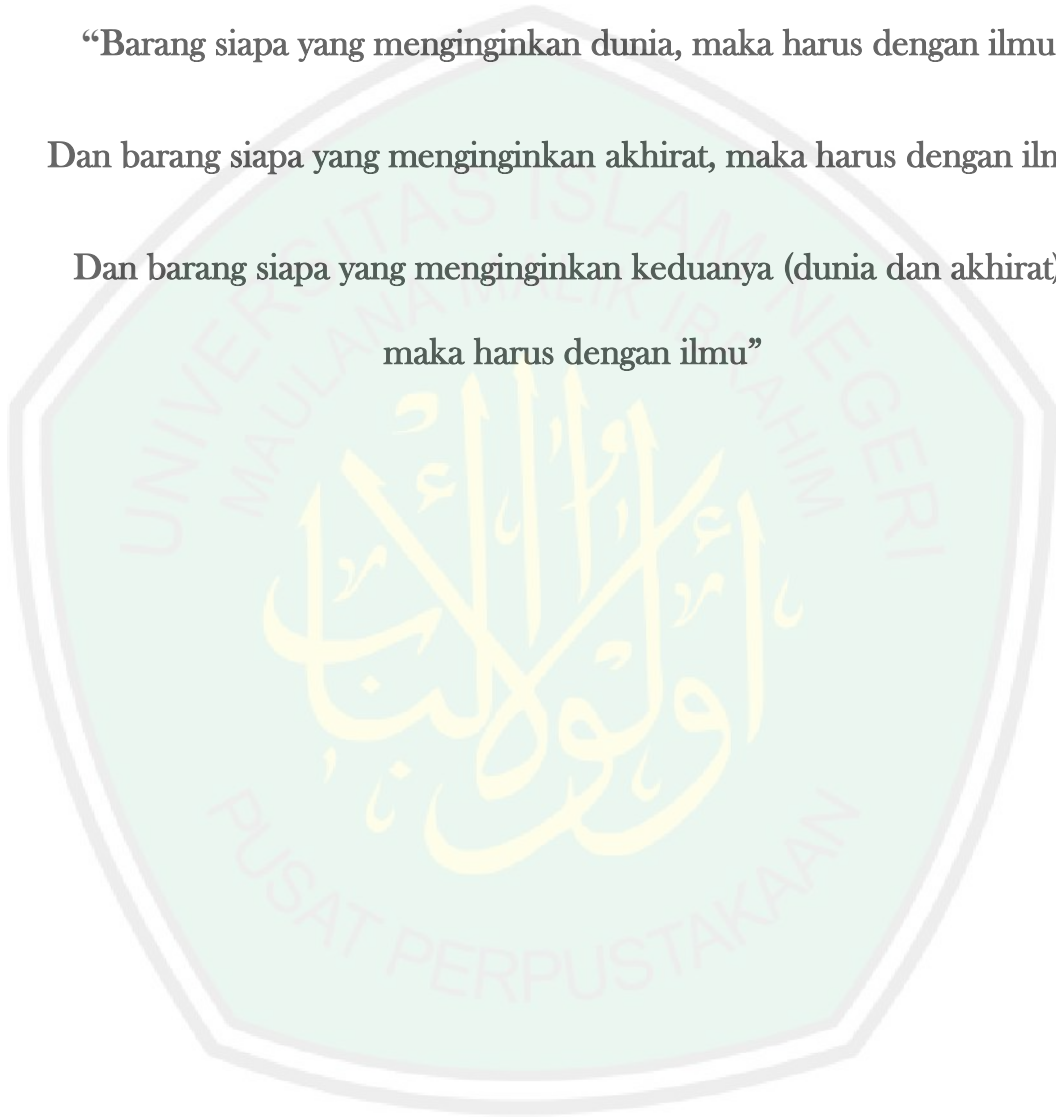 “Barang siapa yang menginginkan dunia, maka harus dengan ilmu
Dan barang siapa yang menginginkan akhirat, maka harus dengan
Dan barang siapa yang menginginkan keduanya (dunia dan akhirat)
maka harus dengan ilmu”
UNIVERSITAS ISLAM NEGERI
MAULANA MALIK IBRAHIM
PUSAT PERPUSTAKAAN